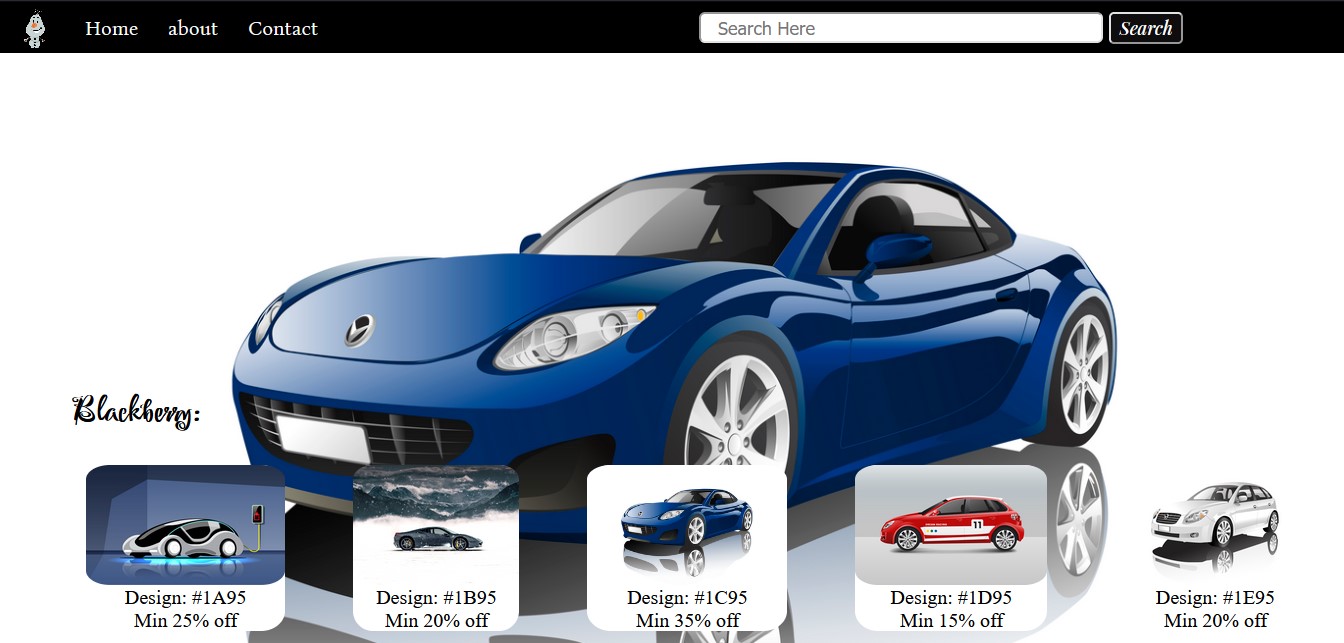 Home about Contact Search Here Search
Blackberry:
11
Design: #1A95 Design: #1B95 Design: #1C95 Design: #1D95 Design: #1E95
Min 25% off Min 20% off Min 35% off Min 15% off Min 20% off